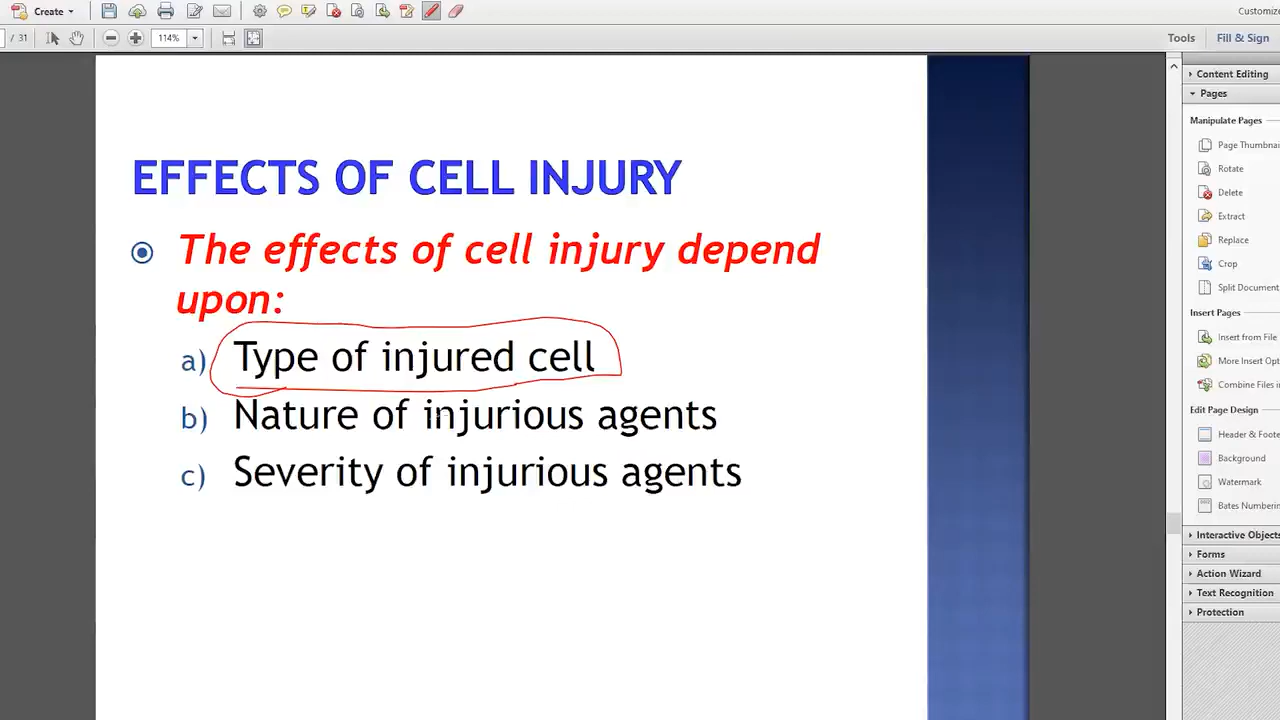 Create
Customize
/ 31
114%
Tools
Fill & Sign
Content Editing
Pages
Manipulate Pages
Page Thumbnai
Rotate
Delete
Extract
Replace
Crop
Split Document
Insert Pages
Insert from File
More Insert Opt
Combine Files in
Edit Page Design
Header & Foote
Background
Watermark
Bates Numberin
Interactive Objects
Forms
Action Wizard
Text Recognition
Protection
EFFECTS OF CELL INJURY
The effects of cell injury depend
upon:
a) Type of injured cell
b) Nature of injurious agents
c) Severity of injurious agents